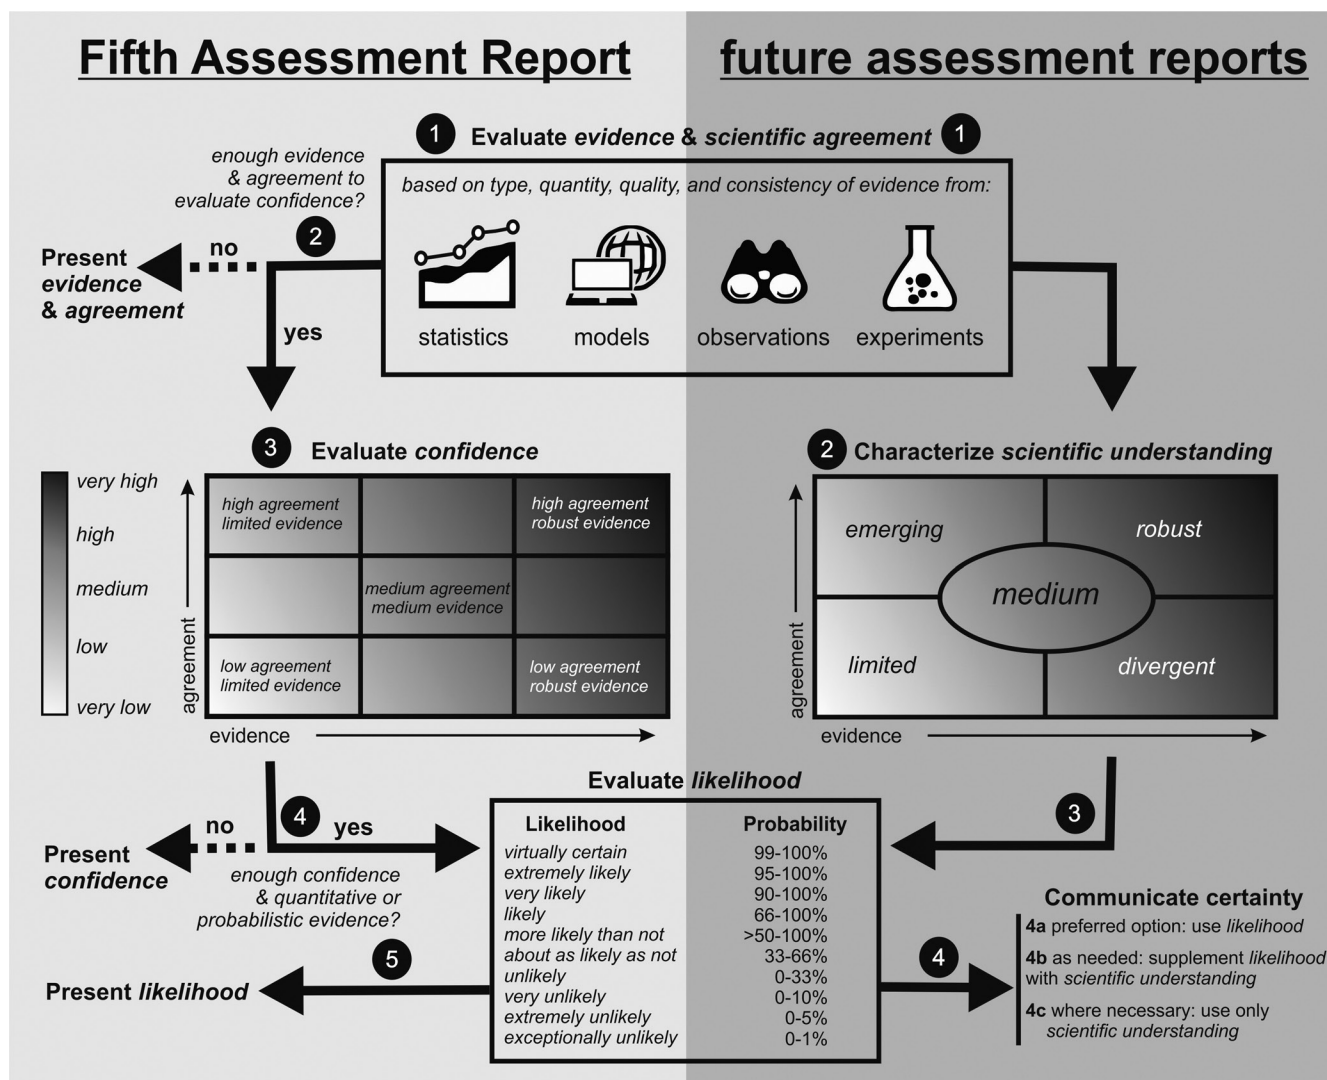 Fifth Assessment Report
future assessment reports
1 Evaluate evidence & scientific agreement 1
based on type, quantity, quality, and consistency of evidence from:
statistics
models
observations
experiments
enough evidence
& agreement to
evaluate confidence?
2
no
Present
evidence
& agreement
yes
3 Evaluate confidence
very high
high
medium
low
very low
agreement
high agreement
limited evidence
high agreement
robust evidence
medium agreement
medium evidence
low agreement
limited evidence
low agreement
robust evidence
evidence
2 Characterize scientific understanding
agreement
emerging
robust
medium
limited
divergent
evidence
4
no
yes
Present
confidence
enough confidence
& quantitative or
probabilistic evidence?
5
Present likelihood
Evaluate likelihood
Likelihood Probability
virtually certain 99-100%
extremely likely 95-100%
very likely 90-100%
likely 66-100%
more likely than not >50-100%
about as likely as not 33-66%
unlikely 0-33%
very unlikely 0-10%
extremely unlikely 0-5%
exceptionally unlikely 0-1%
3
4
Communicate certainty
4a preferred option: use likelihood
4b as needed: supplement likelihood
with scientific understanding
4c where necessary: use only
scientific understanding